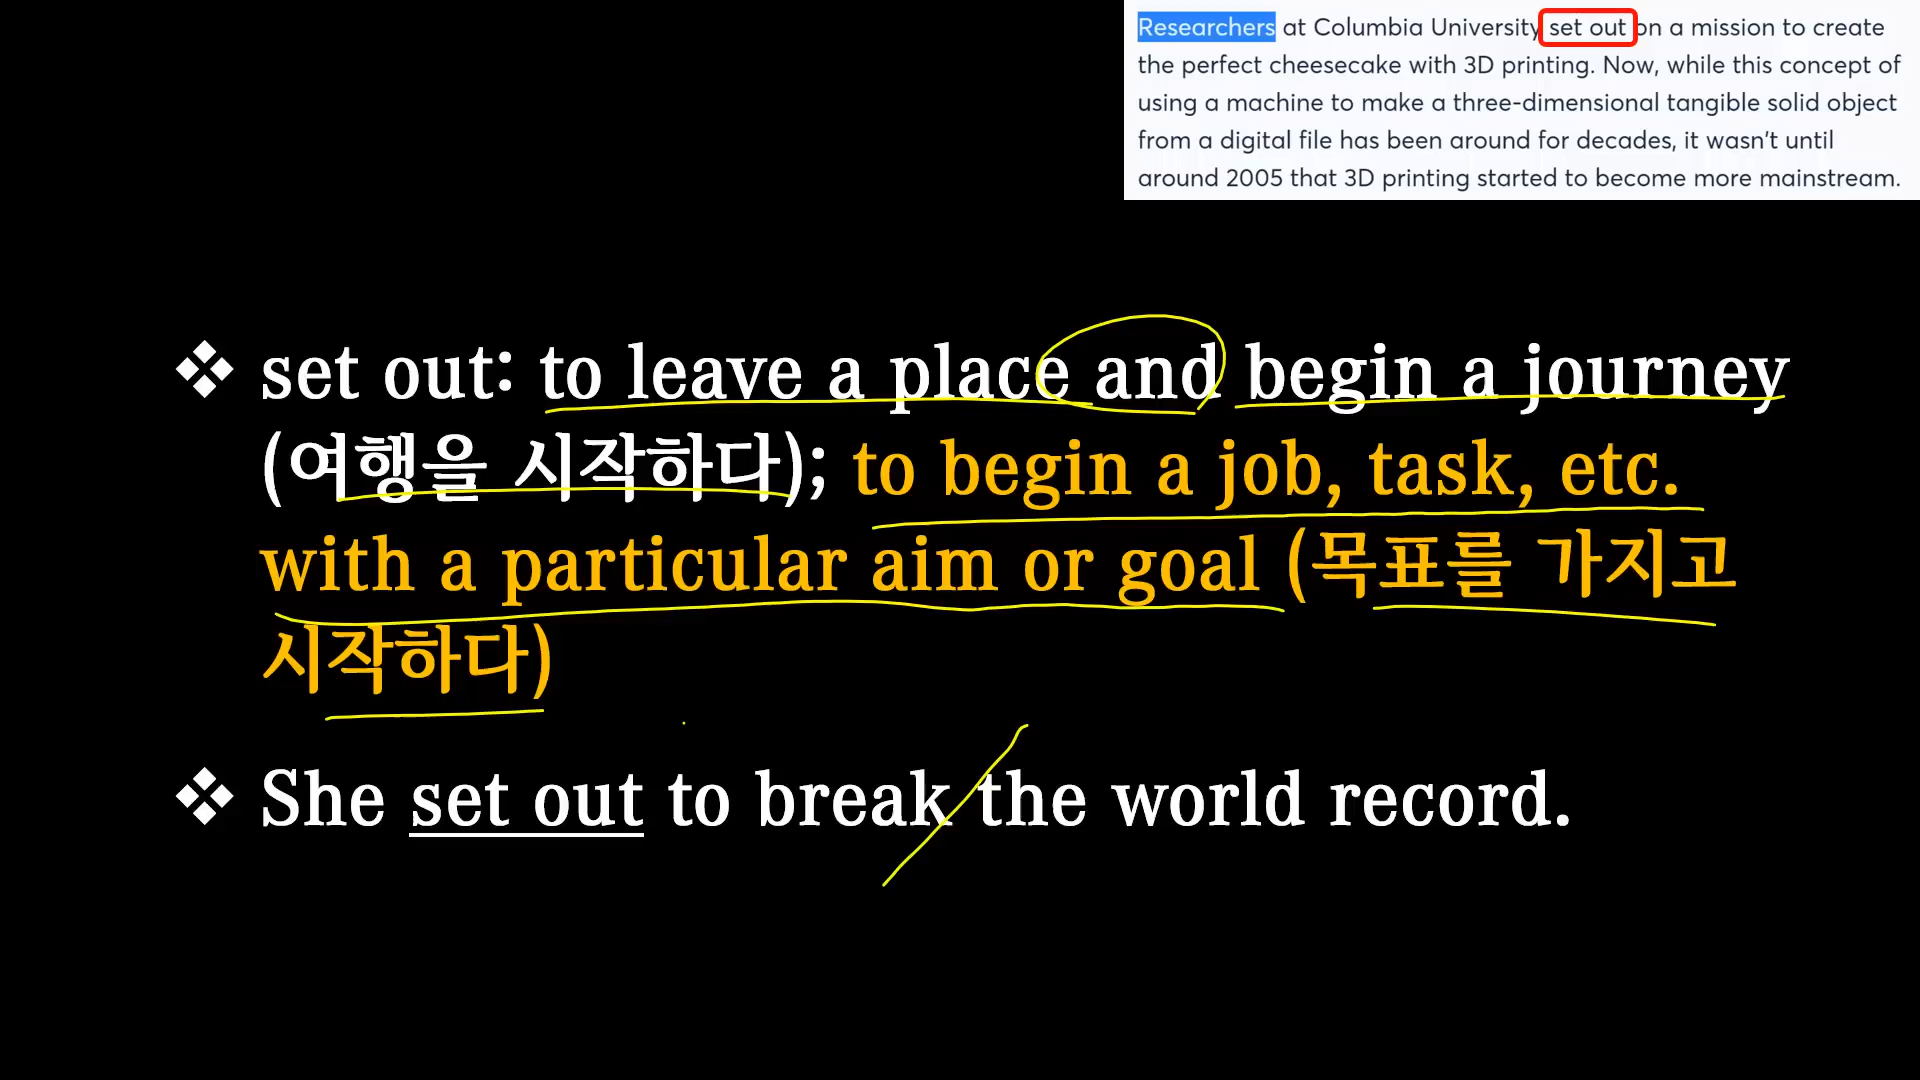 Researchers at Columbia University set out on a mission to create
the perfect cheesecake with 3D printing. Now, while this concept of
using a machine to make a three-dimensional tangible solid object
from a digital file has been around for decades, it wasn't until
around 2005 that 3D printing started to become more mainstream.
❖ set out: to leave a place and begin a journey
(여행을 시작하다); to begin a job, task, etc.
with a particular aim or goal (목표를 가지고
시작하다)
❖ She set out to break the world record.